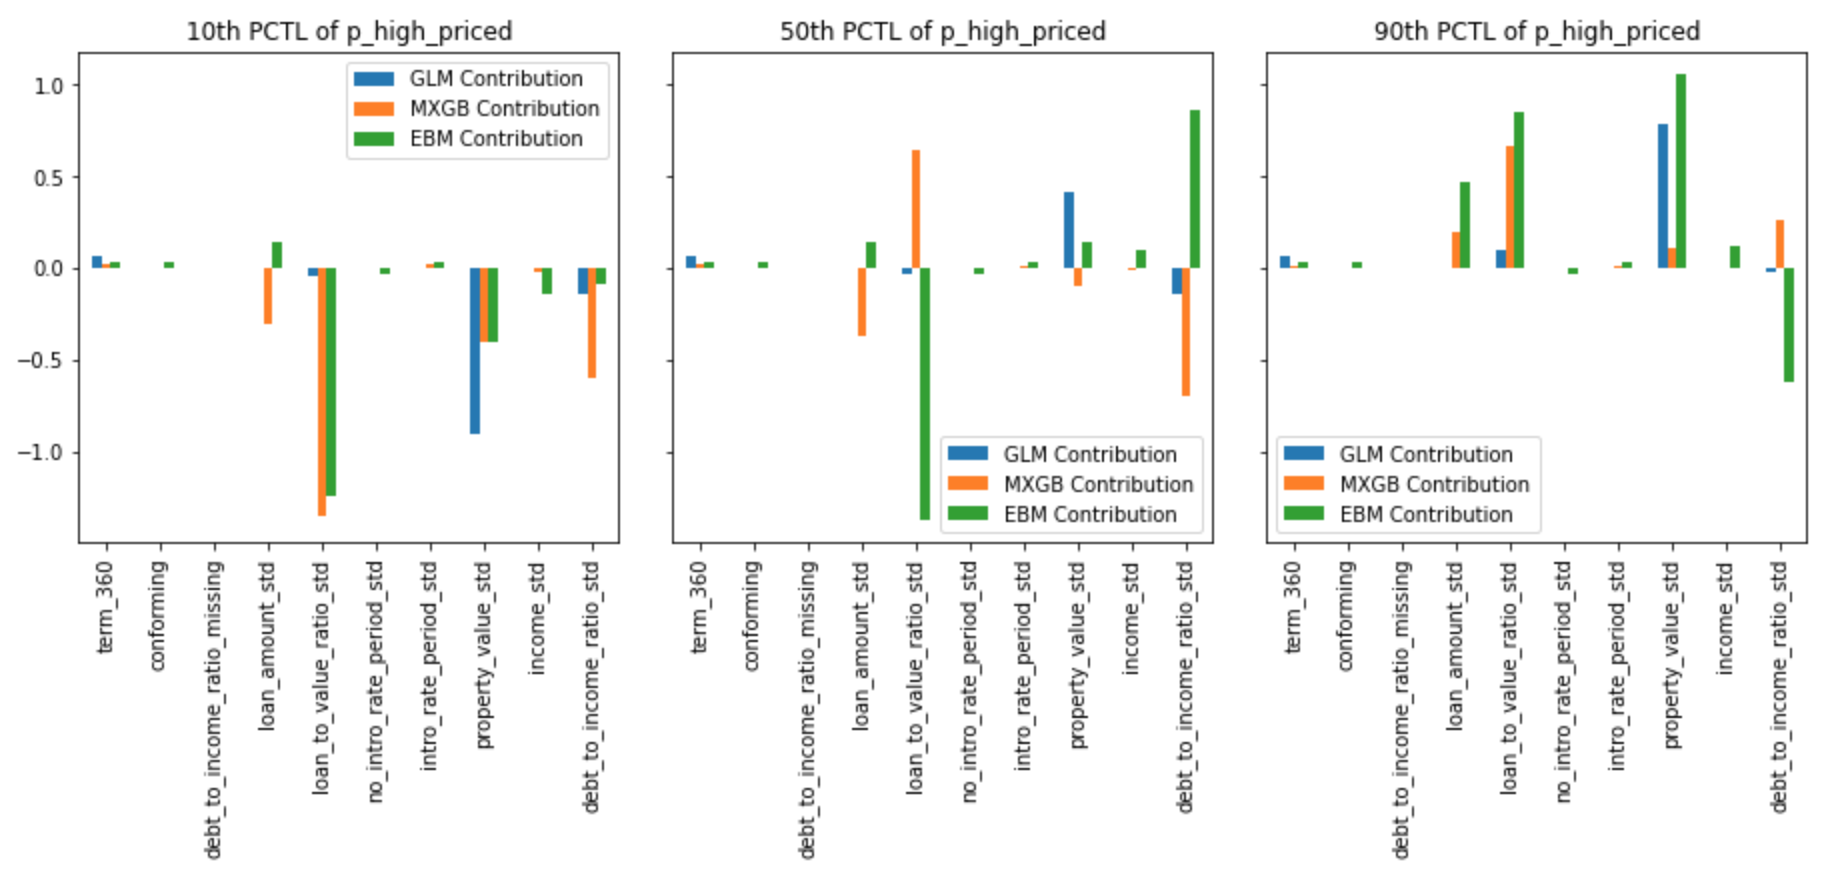 10th PCTL of p_high_priced
50th PCTL of p_high_priced
90th PCTL of p_high_priced
1.0
0.5
0.0
−0.5
−1.0
GLM Contribution
MXGB Contribution
EBM Contribution
GLM Contribution
MXGB Contribution
EBM Contribution
GLM Contribution
MXGB Contribution
EBM Contribution
term_360
conforming
debt_to_income_ratio_missing
loan_amount_std
loan_to_value_ratio_std
no_intro_rate_period_std
intro_rate_period_std
property_value_std
income_std
debt_to_income_ratio_std
term_360
conforming
debt_to_income_ratio_missing
loan_amount_std
loan_to_value_ratio_std
no_intro_rate_period_std
intro_rate_period_std
property_value_std
income_std
debt_to_income_ratio_std
term_360
conforming
debt_to_income_ratio_missing
loan_amount_std
loan_to_value_ratio_std
no_intro_rate_period_std
intro_rate_period_std
property_value_std
income_std
debt_to_income_ratio_std